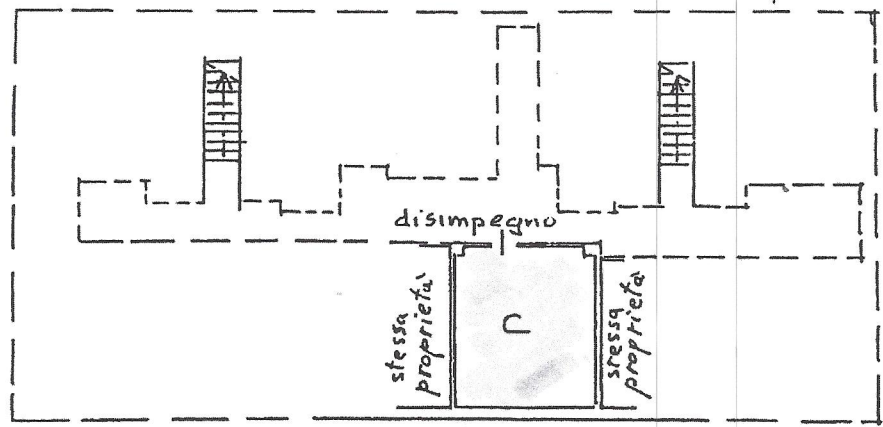 disimpegno
stessa
proprietà
C
stessa
proprietà